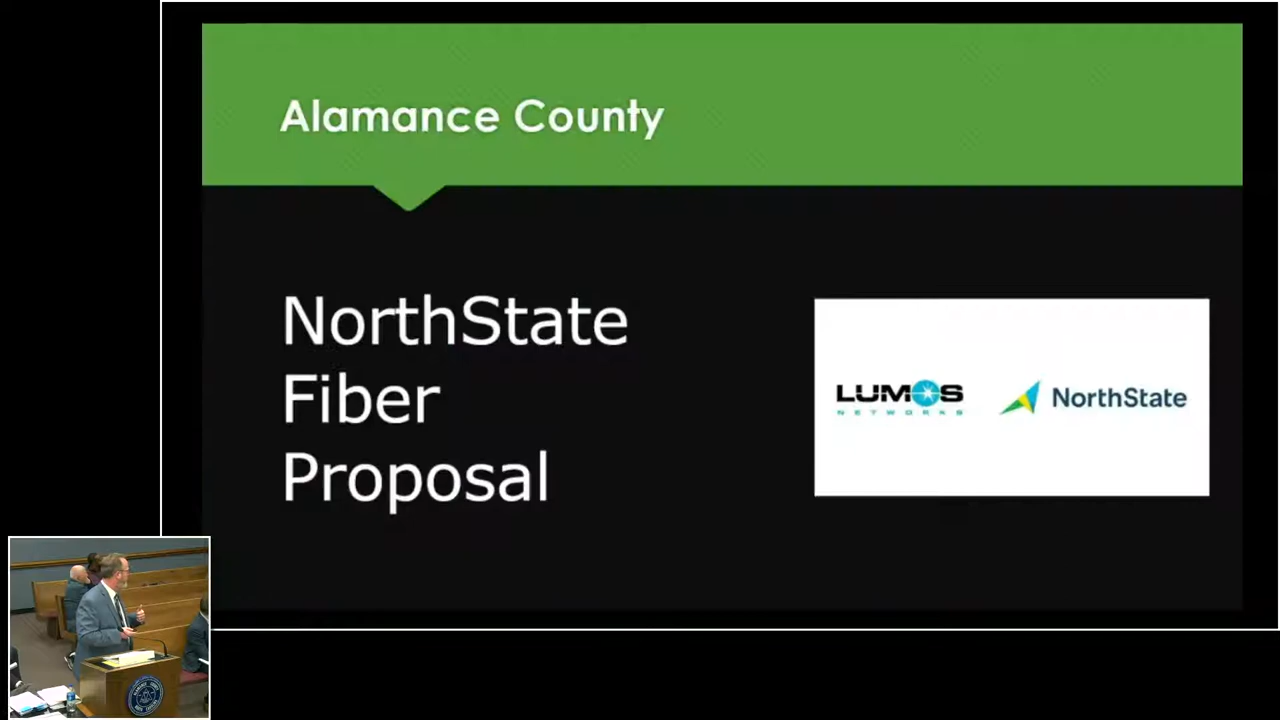 Alamance County
NorthState
Fiber
Proposal
LUMOS
NETWORKS
NorthState